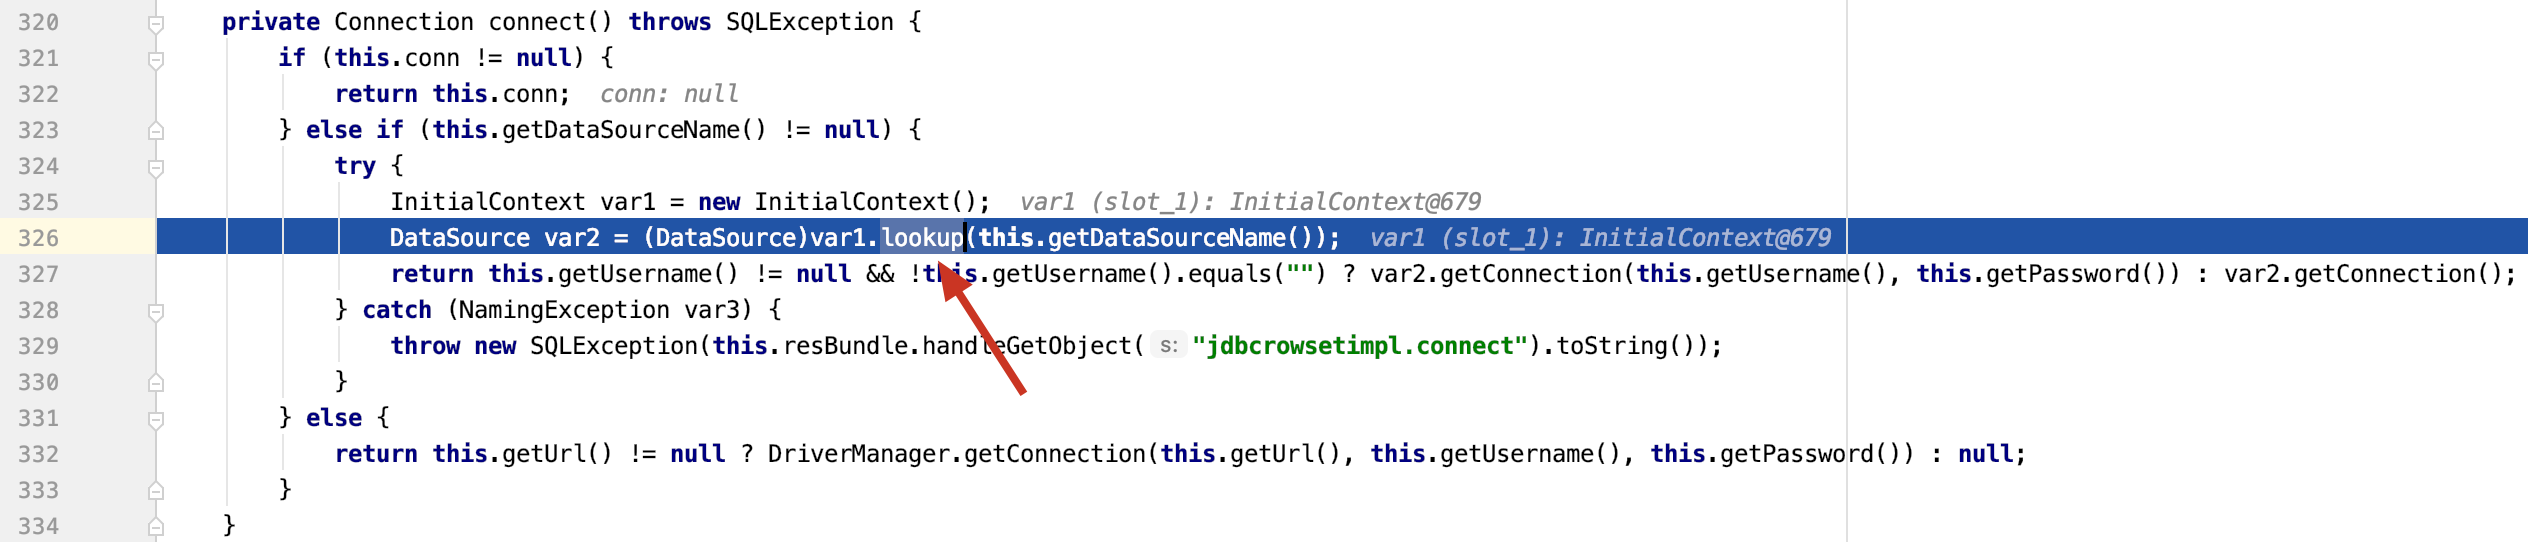 320 private Connection connect() throws SQLException {
321 if (this.conn != null) {
322 return this.conn; conn: null
323 } else if (this.getDataSourceName() != null) {
324 try {
325 InitialContext var1 = new InitialContext(); var1 (slot_1): InitialContext@679
326 DataSource var2 = (DataSource)var1.lookup(this.getDataSourceName()); var1 (slot_1): InitialContext@679
327 return this.getUsername() != null && !this.getUsername().equals("") ? var2.getConnection(this.getUsername(), this.getPassword()) : var2.getConnection();
328 } catch (NamingException var3) {
329 throw new SQLException(this.resBundle.handleGetObject( s: "jdbcrowsetimpl.connect").toString());
330 }
331 } else {
332 return this.getUrl() != null ? DriverManager.getConnection(this.getUrl(), this.getUsername(), this.getPassword()) : null;
333 }
334 }